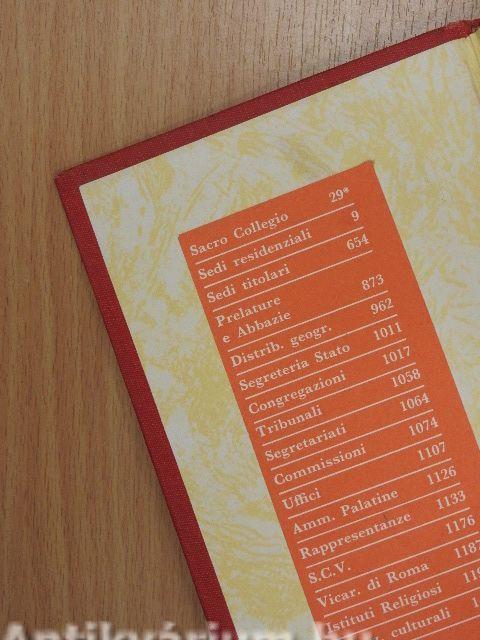 Sacro Collegio 29*
Sedi residenziali 9
Sedi titolari 654
Prelature
e Abbazie 873
Distrib. geogr. 962
Segreteria Stato 1011
Congregazioni 1017
Tribunali 1058
Segretariati 1064
Commissioni 1074
Uffici 1107
Amm. Palatine 1126
Rappresentanze 1133
S.C.V. 1176
Vicar. di Roma 1187
Istituti Religiosi
culturali